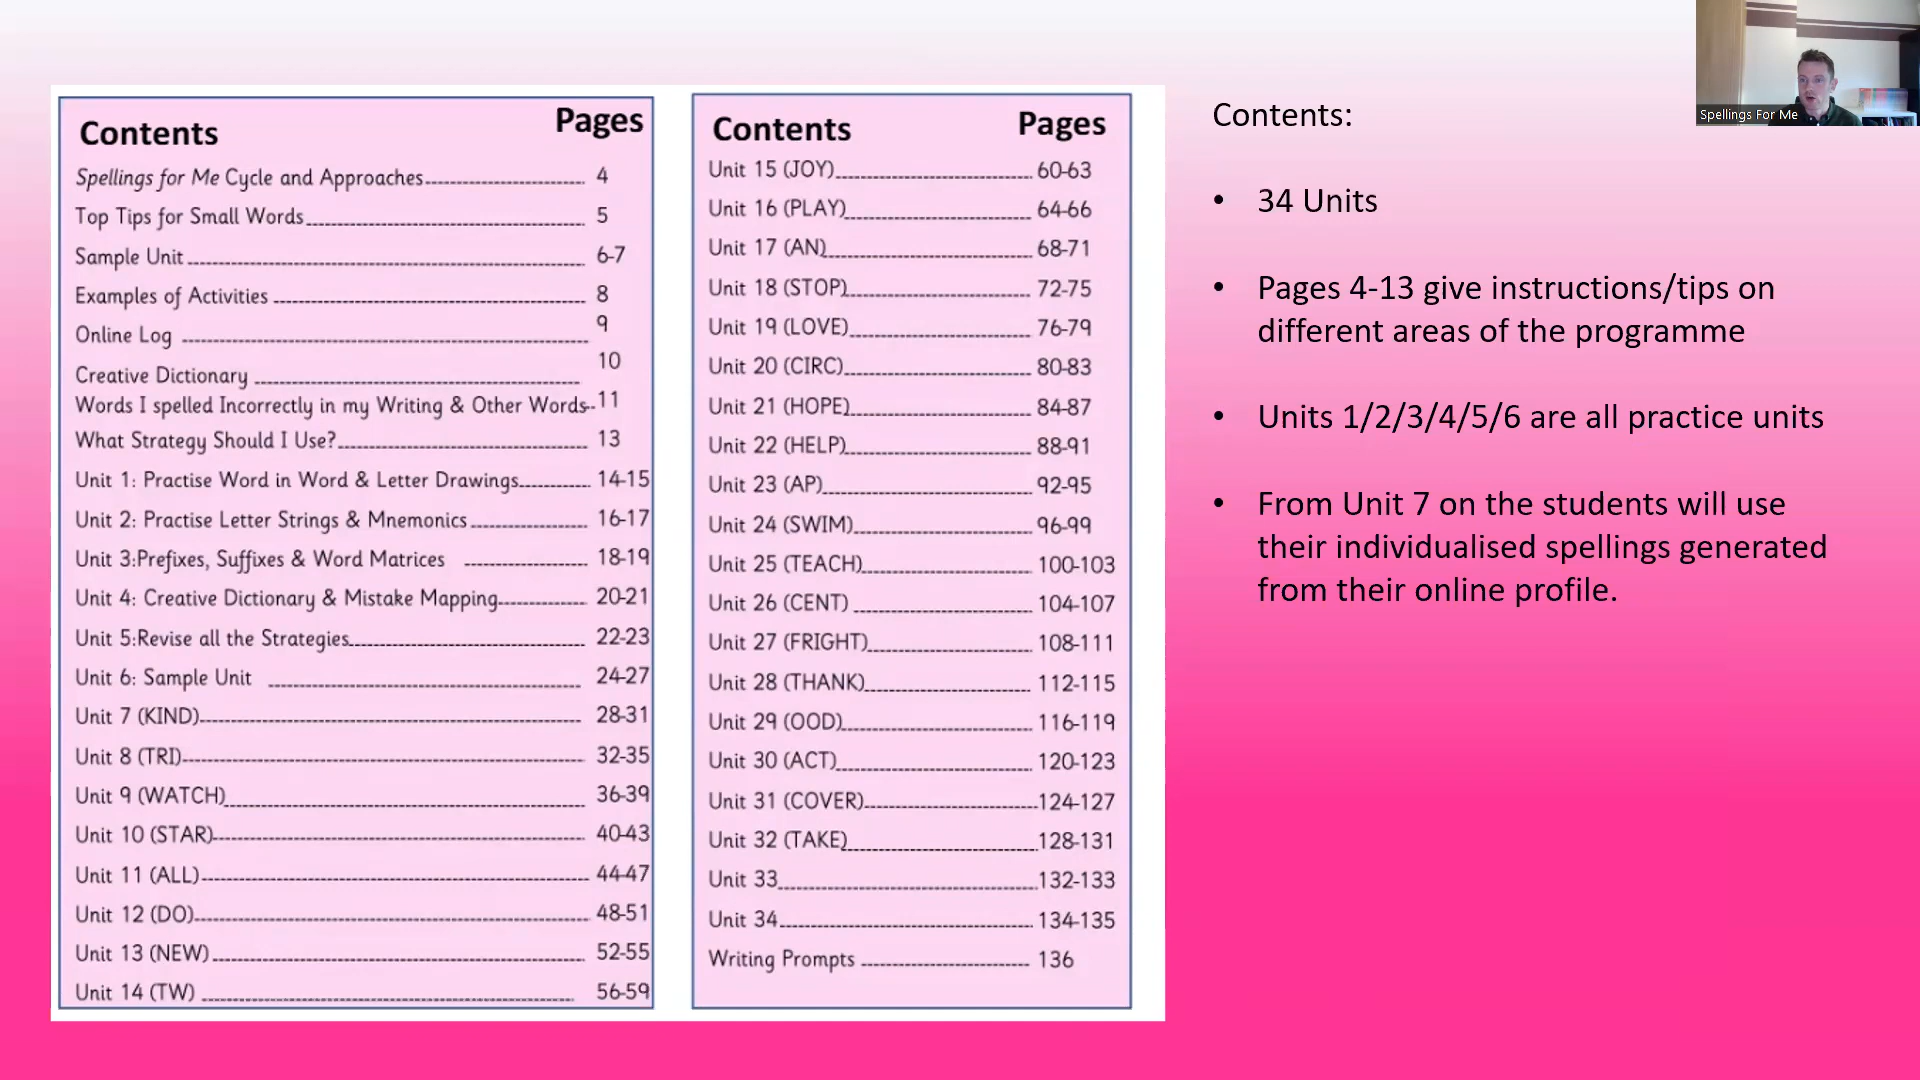 Contents Pages
Spellings for Me Cycle and Approaches 4
Top Tips for Small Words 5
Sample Unit 6-7
Examples of Activities 8
Online Log 9
Creative Dictionary 10
Words I spelled Incorrectly in my Writing & Other Words 11
What Strategy Should I Use? 13
Unit 1: Practise Word in Word & Letter Drawings 14-15
Unit 2: Practise Letter Strings & Mnemonics 16-17
Unit 3:Prefixes, Suffixes & Word Matrices 18-19
Unit 4: Creative Dictionary & Mistake Mapping 20-21
Unit 5:Revise all the Strategies 22-23
Unit 6: Sample Unit 24-27
Unit 7 (KIND) 28-31
Unit 8 (TRI) 32-35
Unit 9 (WATCH) 36-39
Unit 10 (STAR) 40-43
Unit 11 (ALL) 44-47
Unit 12 (DO) 48-51
Unit 13 (NEW) 52-55
Unit 14 (TW) 56-59
Contents Pages
Unit 15 (JOY) 60-63
Unit 16 (PLAY) 64-66
Unit 17 (AN) 68-71
Unit 18 (STOP) 72-75
Unit 19 (LOVE) 76-79
Unit 20 (CIRC) 80-83
Unit 21 (HOPE) 84-87
Unit 22 (HELP) 88-91
Unit 23 (AP) 92-95
Unit 24 (SWIM) 96-99
Unit 25 (TEACH) 100-103
Unit 26 (CENT) 104-107
Unit 27 (FRIGHT) 108-111
Unit 28 (THANK) 112-115
Unit 29 (OOD) 116-119
Unit 30 (ACT) 120-123
Unit 31 (COVER) 124-127
Unit 32 (TAKE) 128-131
Unit 33 132-133
Unit 34 134-135
Writing Prompts 136
Contents:
• 34 Units
• Pages 4-13 give instructions/tips on
different areas of the programme
• Units 1/2/3/4/5/6 are all practice units
• From Unit 7 on the students will use
their individualised spellings generated
from their online profile.
Spellings For Me